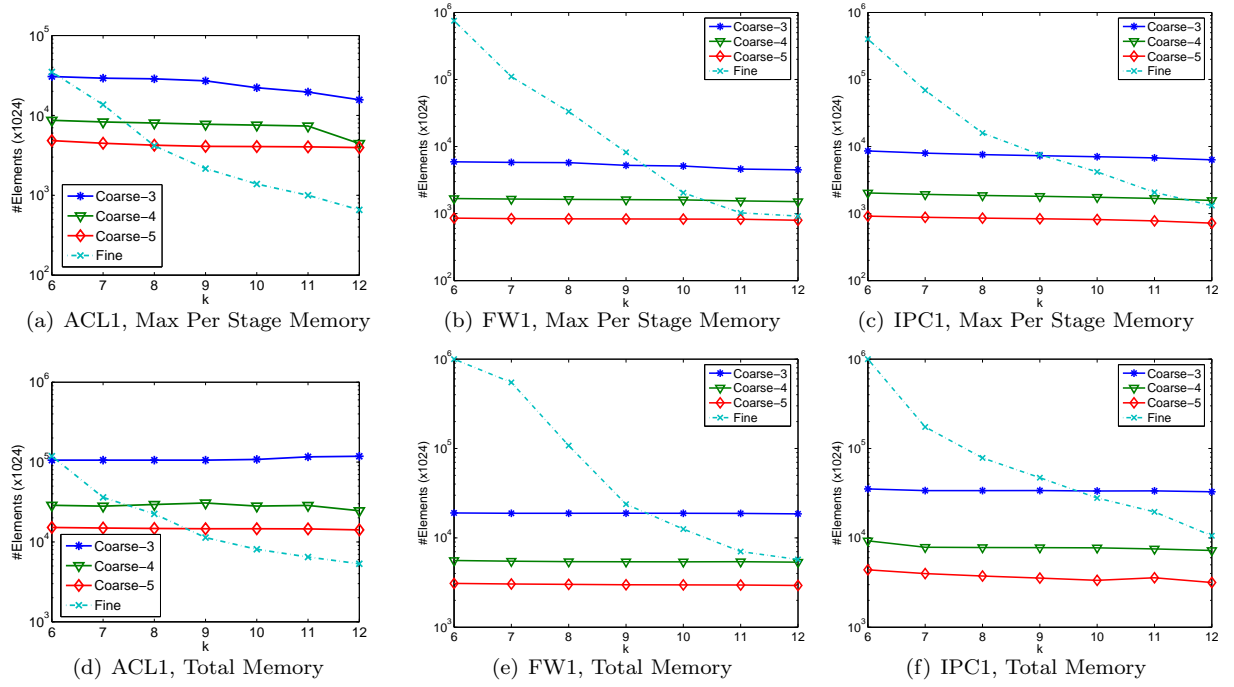 10^5
10^4
10^3
10^2
#Elements (x1024)
Coarse-3
Coarse-4
Coarse-5
Fine
6 7 8 9 10 11 12
k
(a) ACL1, Max Per Stage Memory
10^6
10^5
10^4
10^3
10^2
#Elements (x1024)
Coarse-3
Coarse-4
Coarse-5
Fine
6 7 8 9 10 11 12
k
(b) FW1, Max Per Stage Memory
10^6
10^5
10^4
10^3
10^2
#Elements (x1024)
Coarse-3
Coarse-4
Coarse-5
Fine
6 7 8 9 10 11 12
k
(c) IPC1, Max Per Stage Memory
10^6
10^5
10^4
10^3
#Elements (x1024)
Coarse-3
Coarse-4
Coarse-5
Fine
6 7 8 9 10 11 12
k
(d) ACL1, Total Memory
10^6
10^5
10^4
10^3
#Elements (x1024)
Coarse-3
Coarse-4
Coarse-5
Fine
6 7 8 9 10 11 12
k
(e) FW1, Total Memory
10^6
10^5
10^4
10^3
#Elements (x1024)
Coarse-3
Coarse-4
Coarse-5
Fine
6 7 8 9 10 11 12
k
(f) IPC1, Total Memory